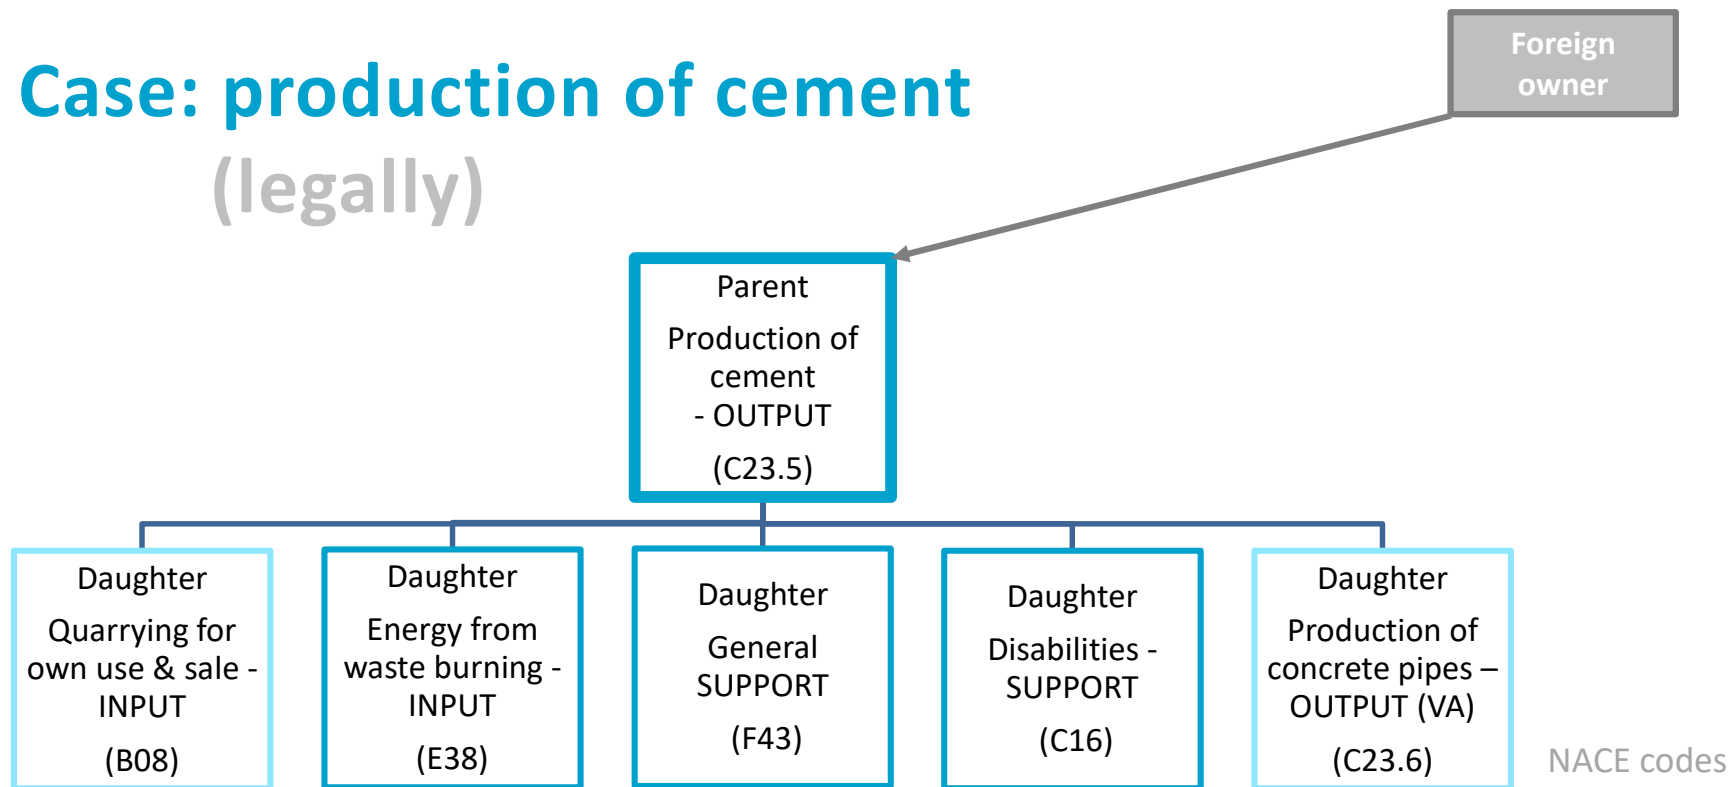 Foreign
owner
Case: production of cement
(legally)
Parent
Production of
cement
- OUTPUT
(C23.5)
Daughter
Quarrying for
own use & sale -
INPUT
(B08)
Daughter
Energy from
waste burning -
INPUT
(E38)
Daughter
General
SUPPORT
(F43)
Daughter
Disabilities -
SUPPORT
(C16)
Daughter
Production of
concrete pipes –
OUTPUT (VA)
(C23.6)
NACE codes